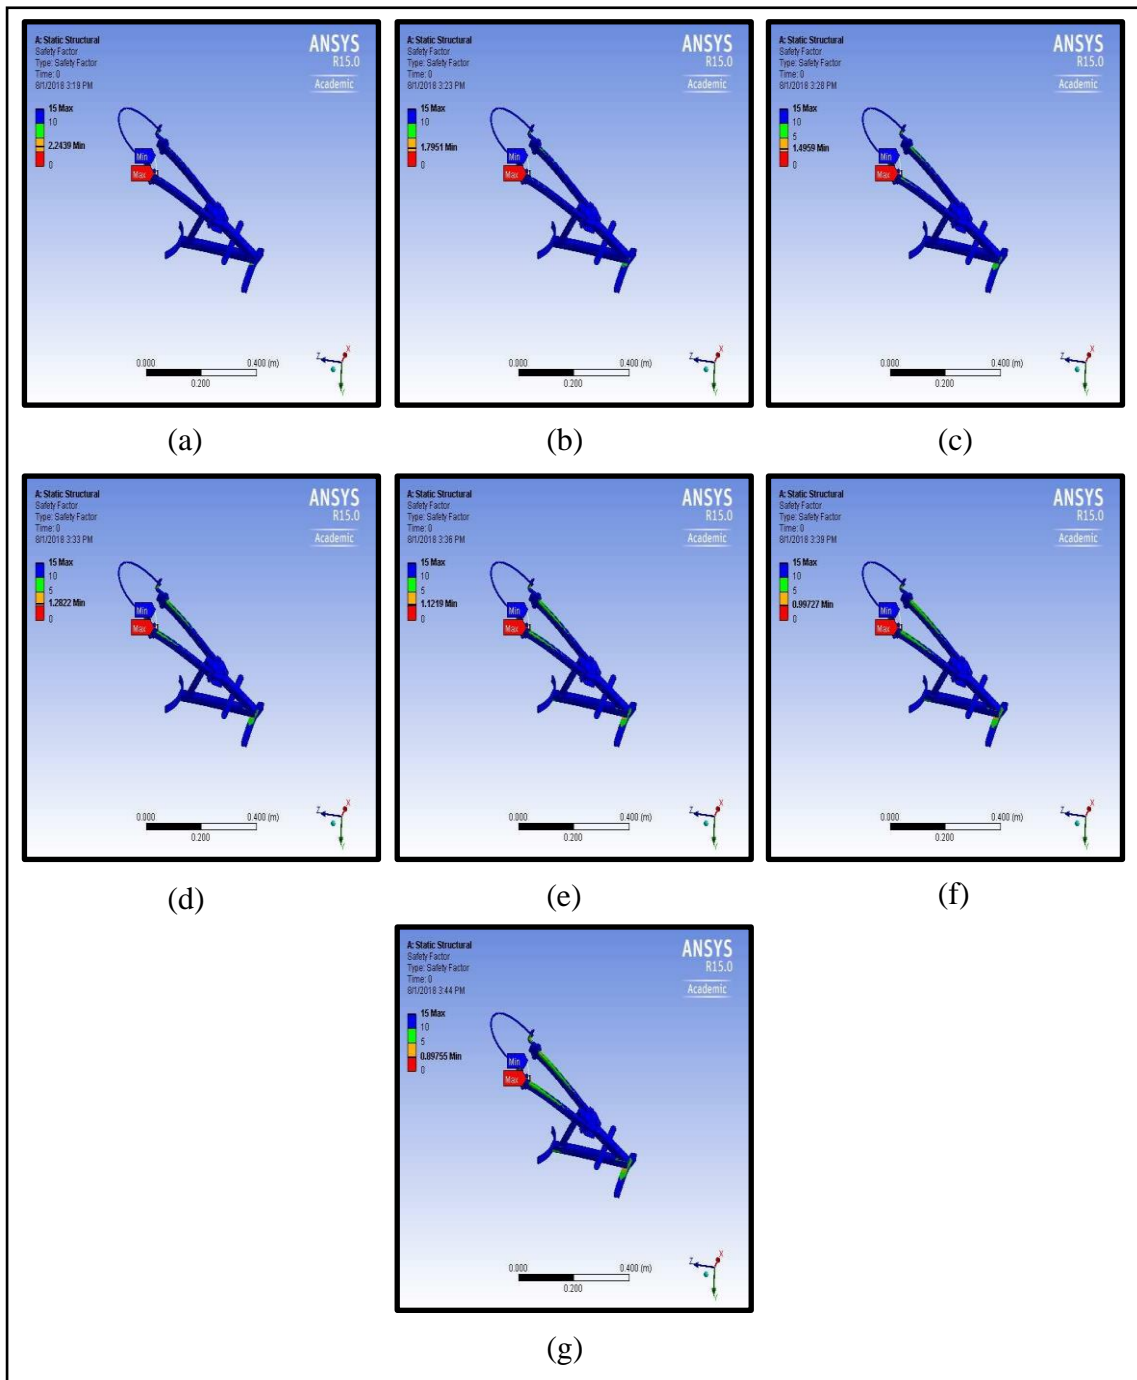 A: Static Structural
Safety Factor
Type: Safety Factor
Time: 0
8/1/2018 3:19 PM
ANSYS
R15.0
Academic
15 Max
10
2.2439 Min
0
Min
Max
0.000
0.400 (m)
0.200
Z
X
Y
(a)
A: Static Structural
Safety Factor
Type: Safety Factor
Time: 0
8/1/2018 3:23 PM
ANSYS
R15.0
Academic
15 Max
10
1.7951 Min
0
Min
Max
0.000
0.400 (m)
0.200
Z
X
Y
(b)
A: Static Structural
Safety Factor
Type: Safety Factor
Time: 0
8/1/2018 3:28 PM
ANSYS
R15.0
Academic
15 Max
10
5
1.4959 Min
0
Min
Max
0.000
0.400 (m)
0.200
Z
X
Y
(c)
A: Static Structural
Safety Factor
Type: Safety Factor
Time: 0
8/1/2018 3:33 PM
ANSYS
R15.0
Academic
15 Max
10
5
1.2822 Min
0
Min
Max
0.000
0.400 (m)
0.200
Z
X
Y
(d)
A: Static Structural
Safety Factor
Type: Safety Factor
Time: 0
8/1/2018 3:36 PM
ANSYS
R15.0
Academic
15 Max
10
5
1.1219 Min
0
Min
Max
0.000
0.400 (m)
0.200
Z
X
Y
(e)
A: Static Structural
Safety Factor
Type: Safety Factor
Time: 0
8/1/2018 3:39 PM
ANSYS
R15.0
Academic
15 Max
10
5
0.99727 Min
0
Min
Max
0.000
0.400 (m)
0.200
Z
X
Y
(f)
A: Static Structural
Safety Factor
Type: Safety Factor
Time: 0
8/1/2018 3:44 PM
ANSYS
R15.0
Academic
15 Max
10
5
0.89755 Min
0
Min
Max
0.000
0.400 (m)
0.200
Z
X
Y
(g)